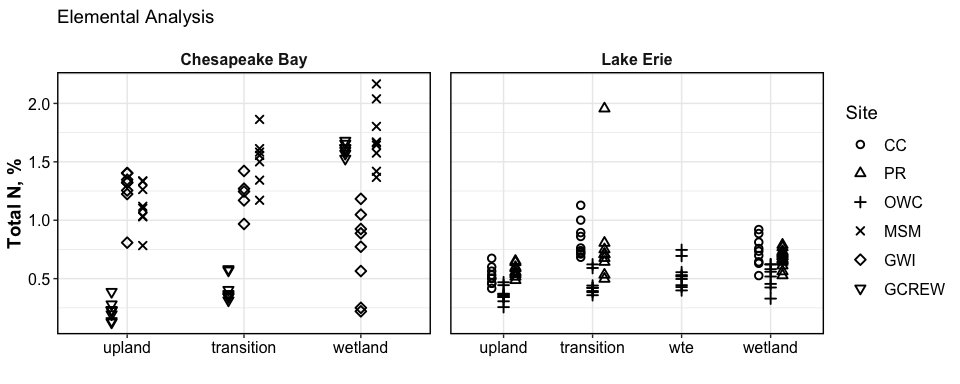 Elemental Analysis
Chesapeake Bay
Lake Erie
Total N, %
2.0
1.5
1.0
0.5
upland transition wetland
upland transition wte wetland
Site
CC
PR
OWC
MSM
GWI
GCREW